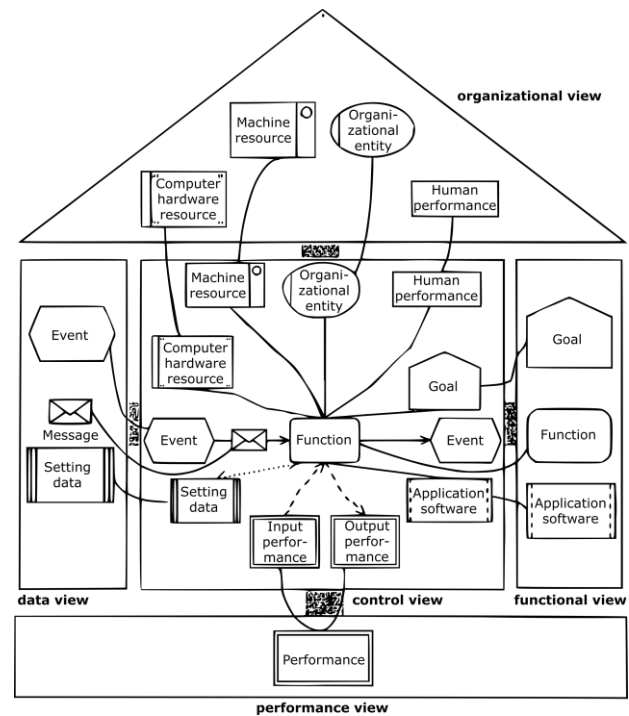 organizational view
Machine
resource
Organi-
zational
entity
Computer
hardware
resource
Human
performance
Machine
resource
Organi-
zational
entity
Human
performance
Event
Goal
Computer
hardware
resource
Goal
Message
Event
Function
Event
Function
Setting
data
Setting
data
Application
software
Application
software
Input
perfor-
mance
Output
perfor-
mance
data view
control view
functional view
Performance
performance view